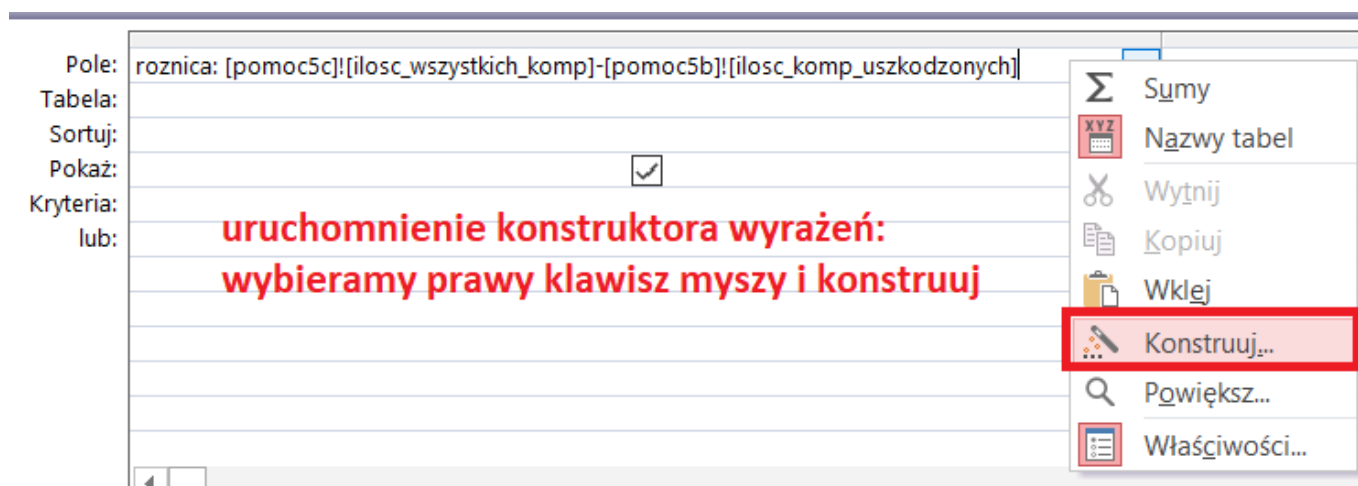 Pole: roznica: [pomoc5c]![ilosc_wszystkich_komp]-[pomoc5b]![ilosc_komp_uszkodzonych]
Tabela:
Sortuj:
Pokaż:
Kryteria:
lub:
uruchomnienie konstruktora wyrażeń:
wybieramy prawy klawisz myszy i konstruuj
Σ Sumy
XYZ Nazwy tabel
Wytnij
Kopiuj
Wklej
Konstruuj...
Powiększ...
Właściwości...